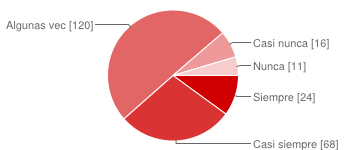 Algunas vec [120]
Casi nunca [16]
Nunca [11]
Siempre [24]
Casi siempre [68]